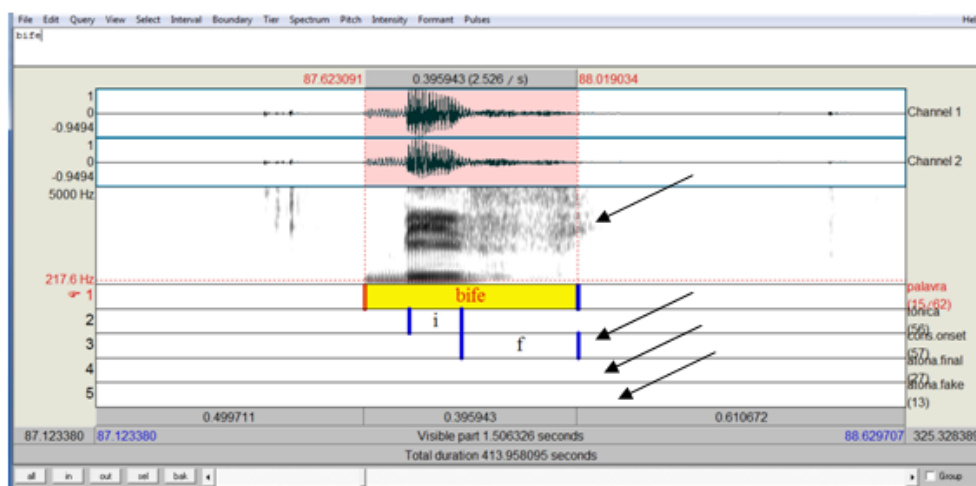 File Edit Query View Select Interval Boundary Tier Spectrum Pitch Intensity Formant Pulses Hel
bife
87.623091 0.395943 (2.526 / s) 88.019034
1
0
-0.9494
Channel 1
1
0
-0.9494
Channel 2
5000 Hz
217.6 Hz
1 bife palavra (15/62)
2 i tônica (56)
3 f cons.onset (57)
4 atona.final (27)
5 atona.fake (13)
0.499711 0.395943 0.610672
87.123380 87.123380 Visible part 1.506326 seconds 88.629707 325.328389
Total duration 413.958095 seconds
all in out sel bak Group